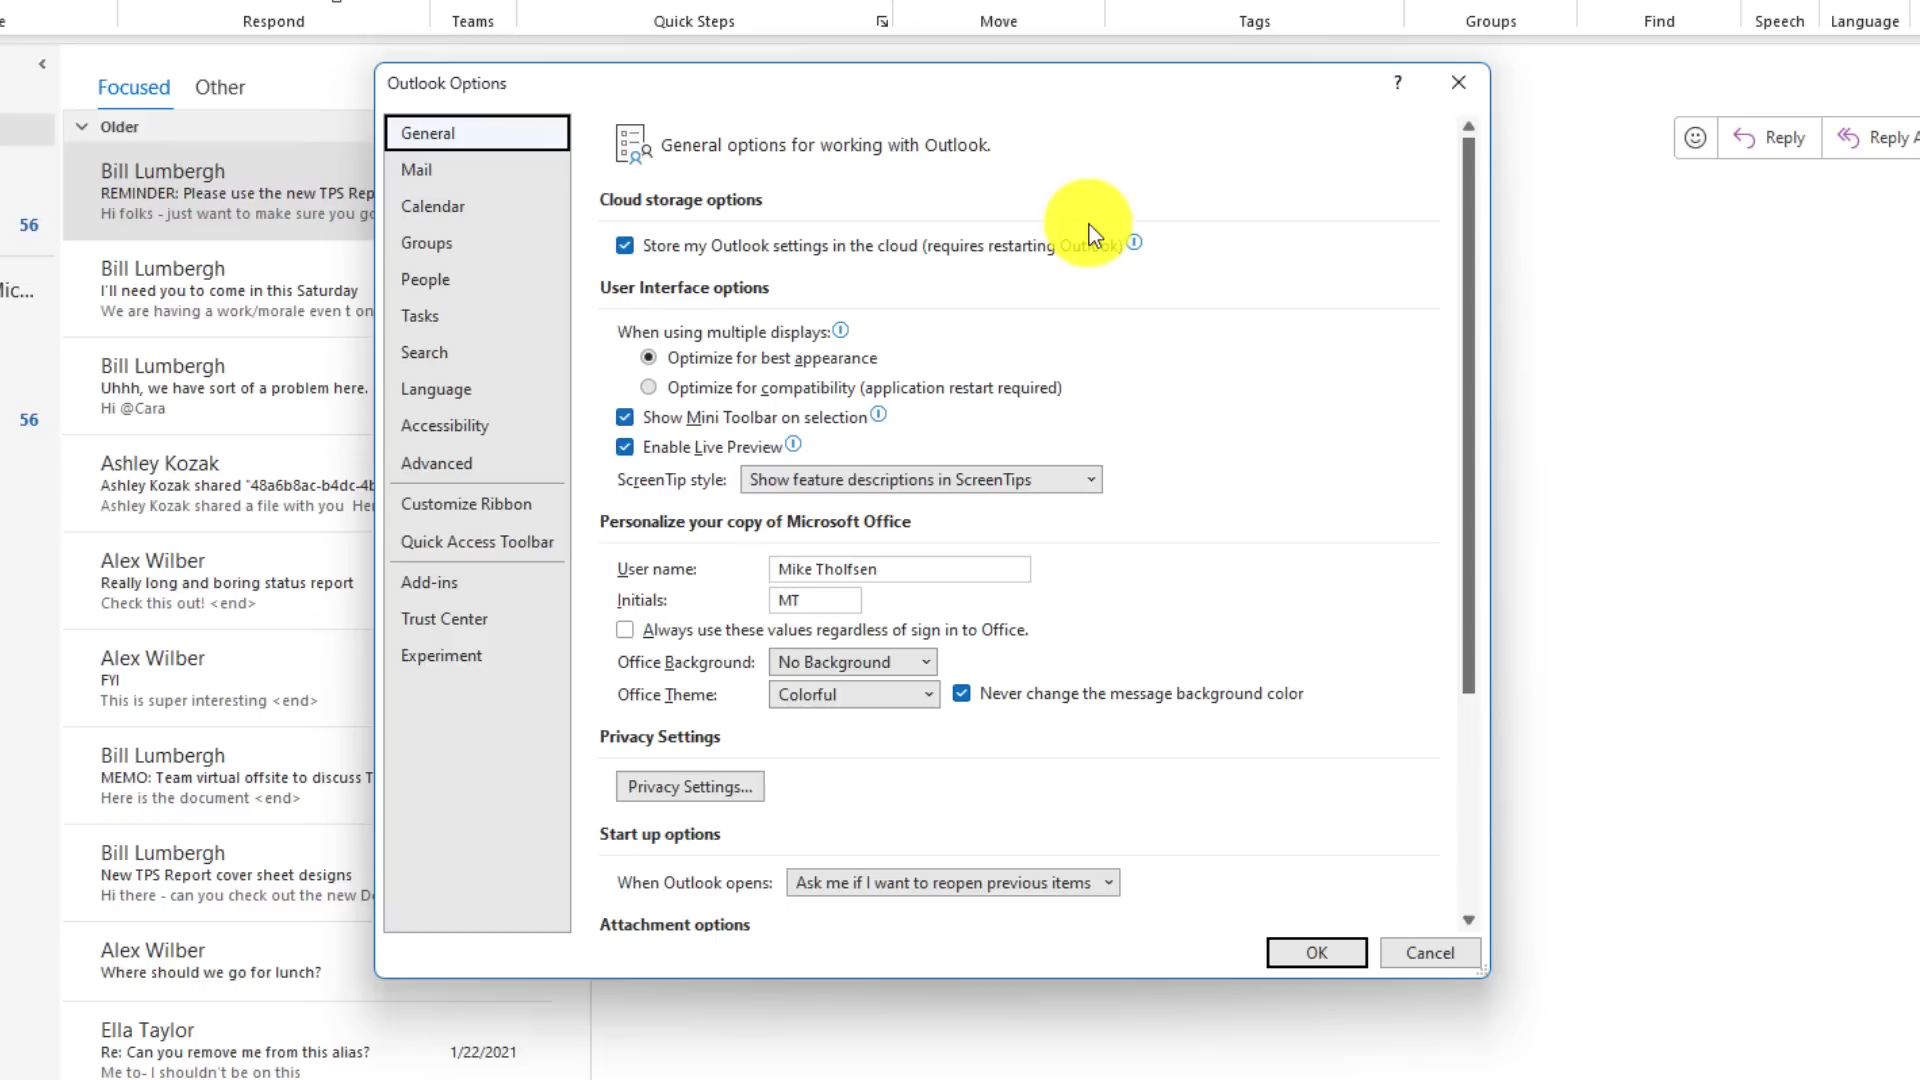 Respond
Teams
Quick Steps
Move
Tags
Groups
Find
Speech
Language
Focused
Other
Older
Bill Lumbergh
REMINDER: Please use the new TPS Rep
Hi folks - just want to make sure you go
56
Bill Lumbergh
I'll need you to come in this Saturday
We are having a work/morale even t on
Mic...
Bill Lumbergh
Uhhh, we have sort of a problem here.
Hi @Cara
56
Ashley Kozak
Ashley Kozak shared "48a6b8ac-b4dc-4b
Ashley Kozak shared a file with you Her
Alex Wilber
Really long and boring status report
Check this out! <end>
Alex Wilber
FYI
This is super interesting <end>
Bill Lumbergh
MEMO: Team virtual offsite to discuss T
Here is the document <end>
Bill Lumbergh
New TPS Report cover sheet designs
Hi there - can you check out the new De
Alex Wilber
Where should we go for lunch?
Ella Taylor
Re: Can you remove me from this alias?
1/22/2021
Me to- I shouldn't be on this
Outlook Options
?
General
Mail
Calendar
Groups
People
Tasks
Search
Language
Accessibility
Advanced
Customize Ribbon
Quick Access Toolbar
Add-ins
Trust Center
Experiment
General options for working with Outlook.
Cloud storage options
Store my Outlook settings in the cloud (requires restarting Outlook)
User Interface options
When using multiple displays:
Optimize for best appearance
Optimize for compatibility (application restart required)
Show Mini Toolbar on selection
Enable Live Preview
ScreenTip style:
Show feature descriptions in ScreenTips
Personalize your copy of Microsoft Office
User name:
Mike Tholfsen
Initials:
MT
Always use these values regardless of sign in to Office.
Office Background:
No Background
Office Theme:
Colorful
Never change the message background color
Privacy Settings
Privacy Settings...
Start up options
When Outlook opens:
Ask me if I want to reopen previous items
Attachment options
OK
Cancel
Reply
Reply A